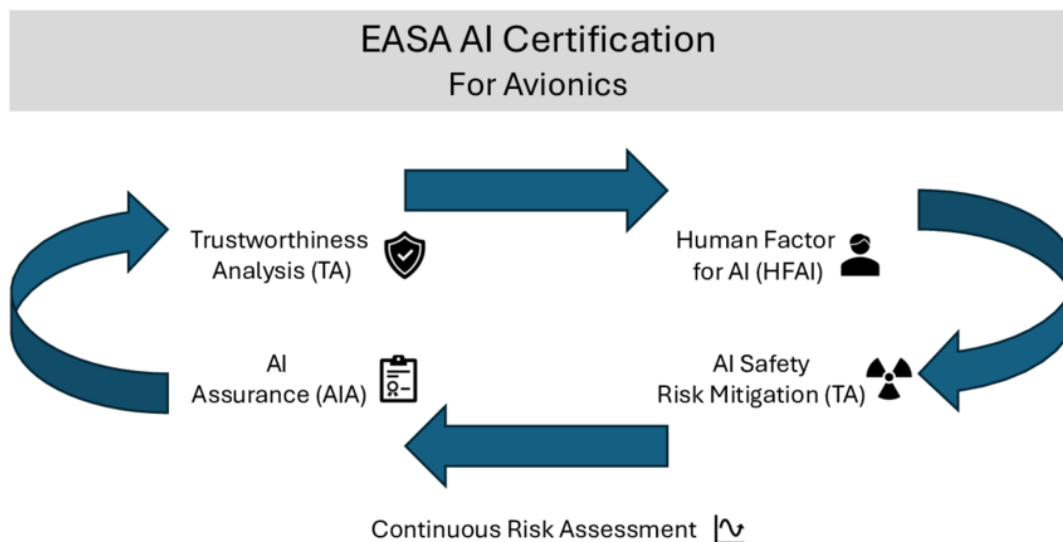 EASA AI Certification
For Avionics
Trustworthiness
Analysis (TA)
Human Factor
for AI (HFAI)
AI
Assurance (AIA)
AI Safety
Risk Mitigation (TA)
Continuous Risk Assessment